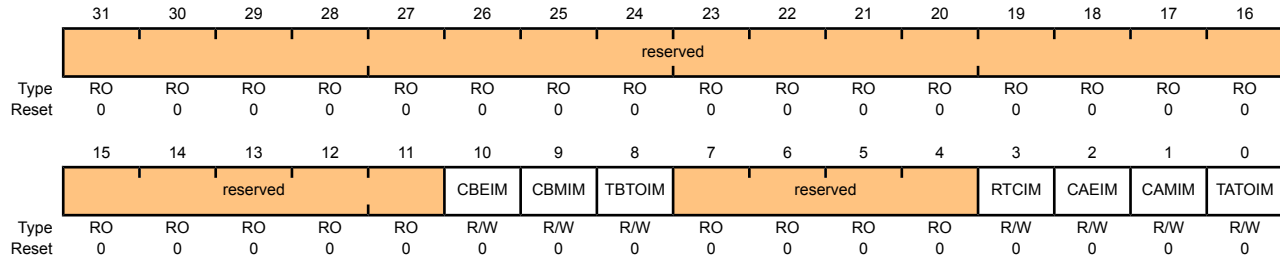 31 30 29 28 27 26 25 24 23 22 21 20 19 18 17 16
reserved
Type RO RO RO RO RO RO RO RO RO RO RO RO RO RO RO RO
Reset 0 0 0 0 0 0 0 0 0 0 0 0 0 0 0 0
15 14 13 12 11 10 9 8 7 6 5 4 3 2 1 0
reserved CBEIM CBMIM TBTOIM reserved RTCIM CAEIM CAMIM TATOIM
Type RO RO RO RO RO R/W R/W R/W RO RO RO RO R/W R/W R/W R/W
Reset 0 0 0 0 0 0 0 0 0 0 0 0 0 0 0 0